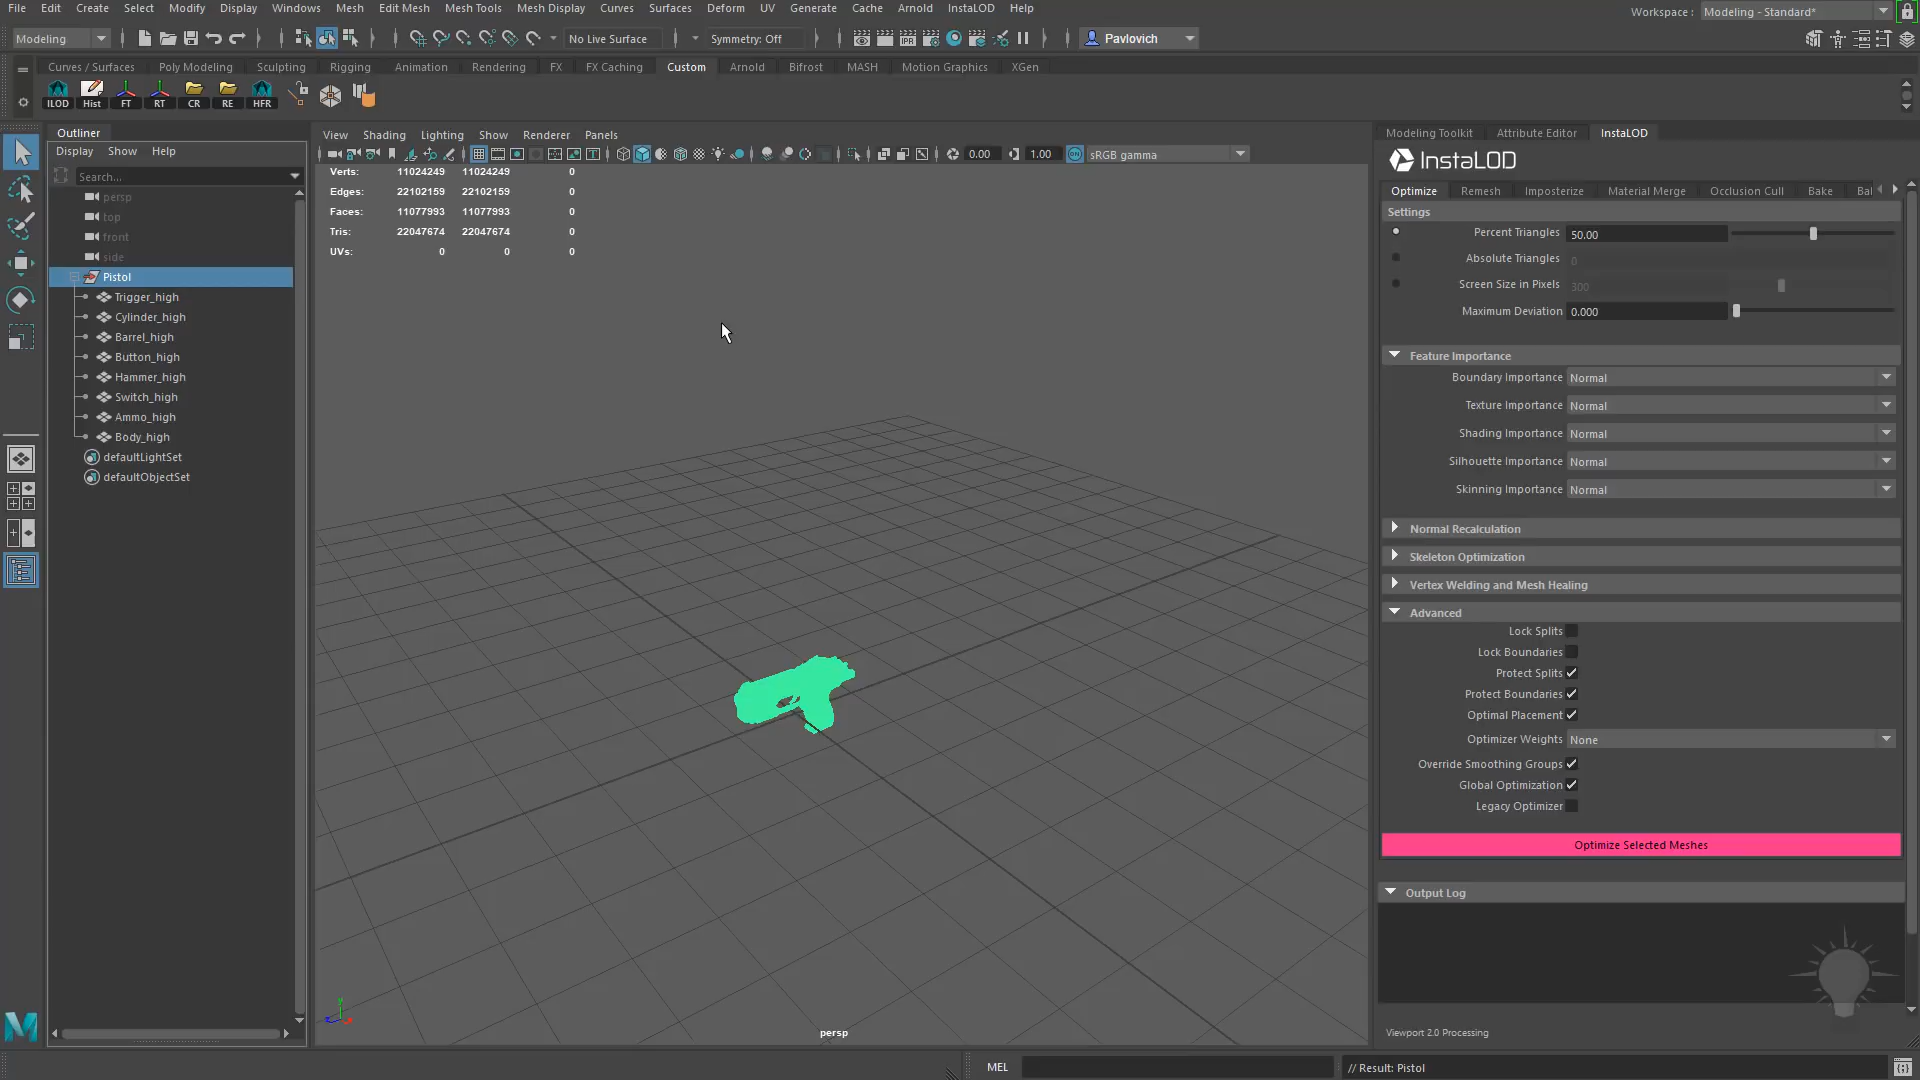 File Edit Create Select Modify Display Windows Mesh Edit Mesh Mesh Tools Mesh Display Curves Surfaces Deform UV Generate Cache Arnold InstaLOD Help
Workspace : Modeling - Standard*
Modeling No Live Surface Symmetry: Off IPR Pavlovich
Curves / Surfaces Poly Modeling Sculpting Rigging Animation Rendering FX FX Caching Custom Arnold Bifrost MASH Motion Graphics XGen
ILOD Hist FT RT CR RE HFR
Outliner
Display Show Help
Search...
persp
top
front
side
Pistol
Trigger_high
Cylinder_high
Barrel_high
Button_high
Hammer_high
Switch_high
Ammo_high
Body_high
defaultLightSet
defaultObjectSet
View Shading Lighting Show Renderer Panels
0.00 1.00 ON sRGB gamma
Verts: 11024249 11024249 0
Edges: 22102159 22102159 0
Faces: 11077993 11077993 0
Tris: 22047674 22047674 0
UVs: 0 0 0
y
persp
Modeling Toolkit Attribute Editor InstaLOD
InstaLOD
Optimize Remesh Imposterize Material Merge Occlusion Cull Bake Bal
Settings
Percent Triangles 50.00
Absolute Triangles 0
Screen Size in Pixels 300
Maximum Deviation 0.000
Feature Importance
Boundary Importance Normal
Texture Importance Normal
Shading Importance Normal
Silhouette Importance Normal
Skinning Importance Normal
Normal Recalculation
Skeleton Optimization
Vertex Welding and Mesh Healing
Advanced
Lock Splits
Lock Boundaries
Protect Splits
Protect Boundaries
Optimal Placement
Optimizer Weights None
Override Smoothing Groups
Global Optimization
Legacy Optimizer
Optimize Selected Meshes
Output Log
Viewport 2.0 Processing
MEL
// Result: Pistol